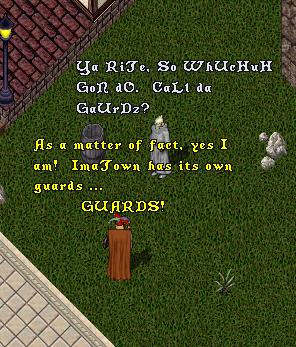 Ya RiTe, So WhUcHuH
GoN dO.  CaLl da
GaUrDz?
As a matter of fact, yes I
am!  ImaTown has its own
guards ...
GUARDS!